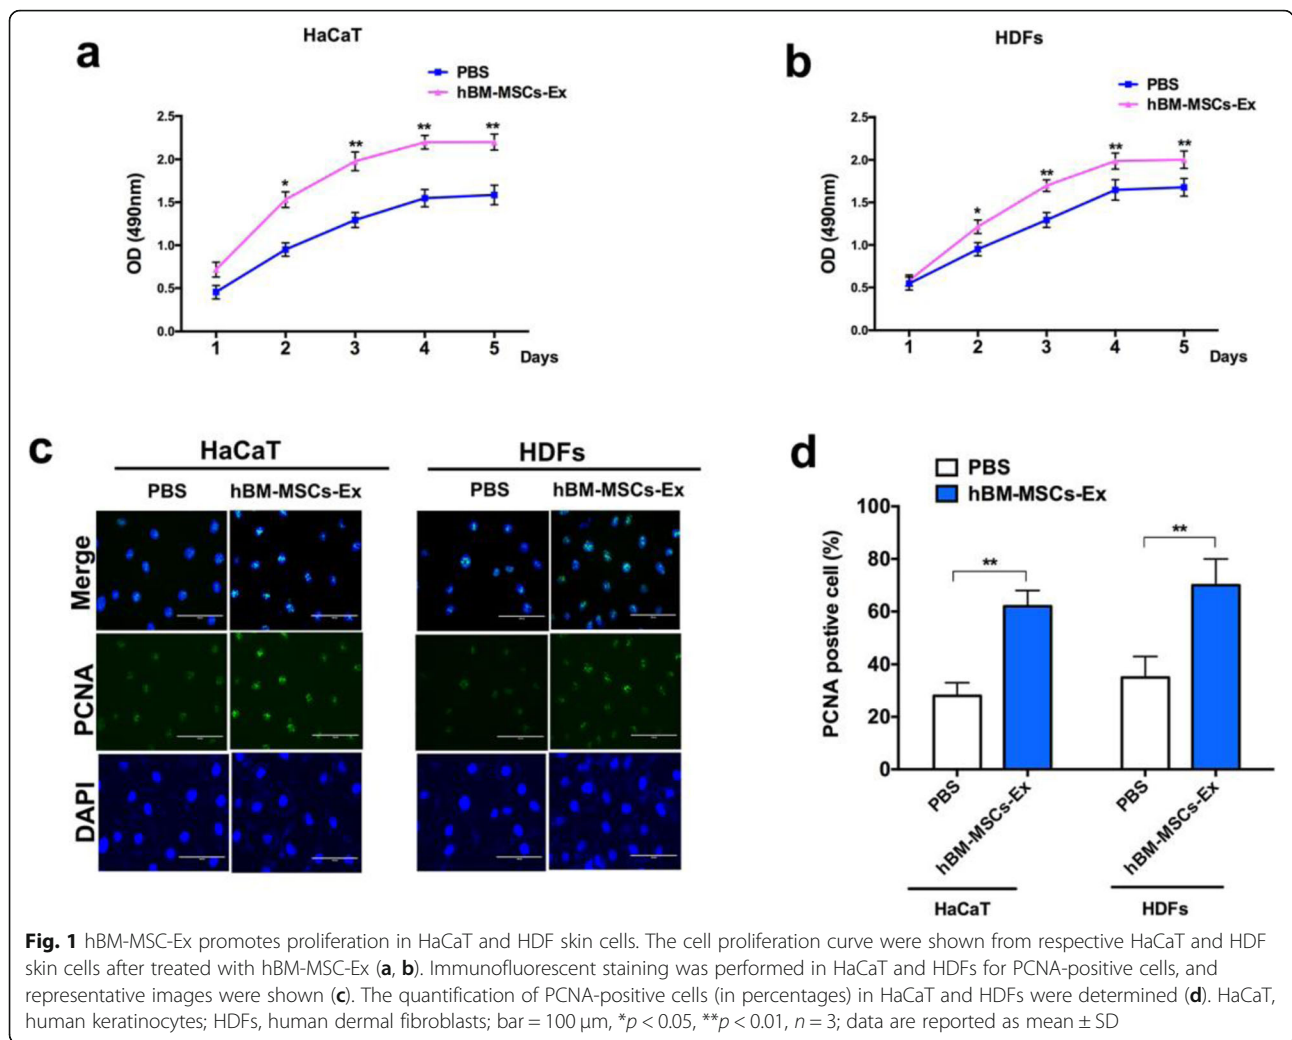 a
HaCaT
PBS
hBM-MSCs-Ex
OD (490nm)
2.5
2.0
1.5
1.0
0.5
0.0
*
**
**
**
1 2 3 4 5 Days
b
HDFs
PBS
hBM-MSCs-Ex
OD (490nm)
2.5
2.0
1.5
1.0
0.5
0.0
*
**
**
**
1 2 3 4 5 Days
c
HaCaT HDFs
PBS hBM-MSCs-Ex PBS hBM-MSCs-Ex
Merge
PCNA
DAPI
d
PBS
hBM-MSCs-Ex
PCNA postive cell (%)
100
80
60
40
20
0
**
**
PBS
hBM-MSCs-Ex
PBS
hBM-MSCs-Ex
HaCaT HDFs
Fig. 1 hBM-MSC-Ex promotes proliferation in HaCaT and HDF skin cells. The cell proliferation curve were shown from respective HaCaT and HDF
skin cells after treated with hBM-MSC-Ex (a, b). Immunofluorescent staining was performed in HaCaT and HDFs for PCNA-positive cells, and
representative images were shown (c). The quantification of PCNA-positive cells (in percentages) in HaCaT and HDFs were determined (d). HaCaT,
human keratinocytes; HDFs, human dermal fibroblasts; bar = 100 μm, *p < 0.05, **p < 0.01, n = 3; data are reported as mean ± SD